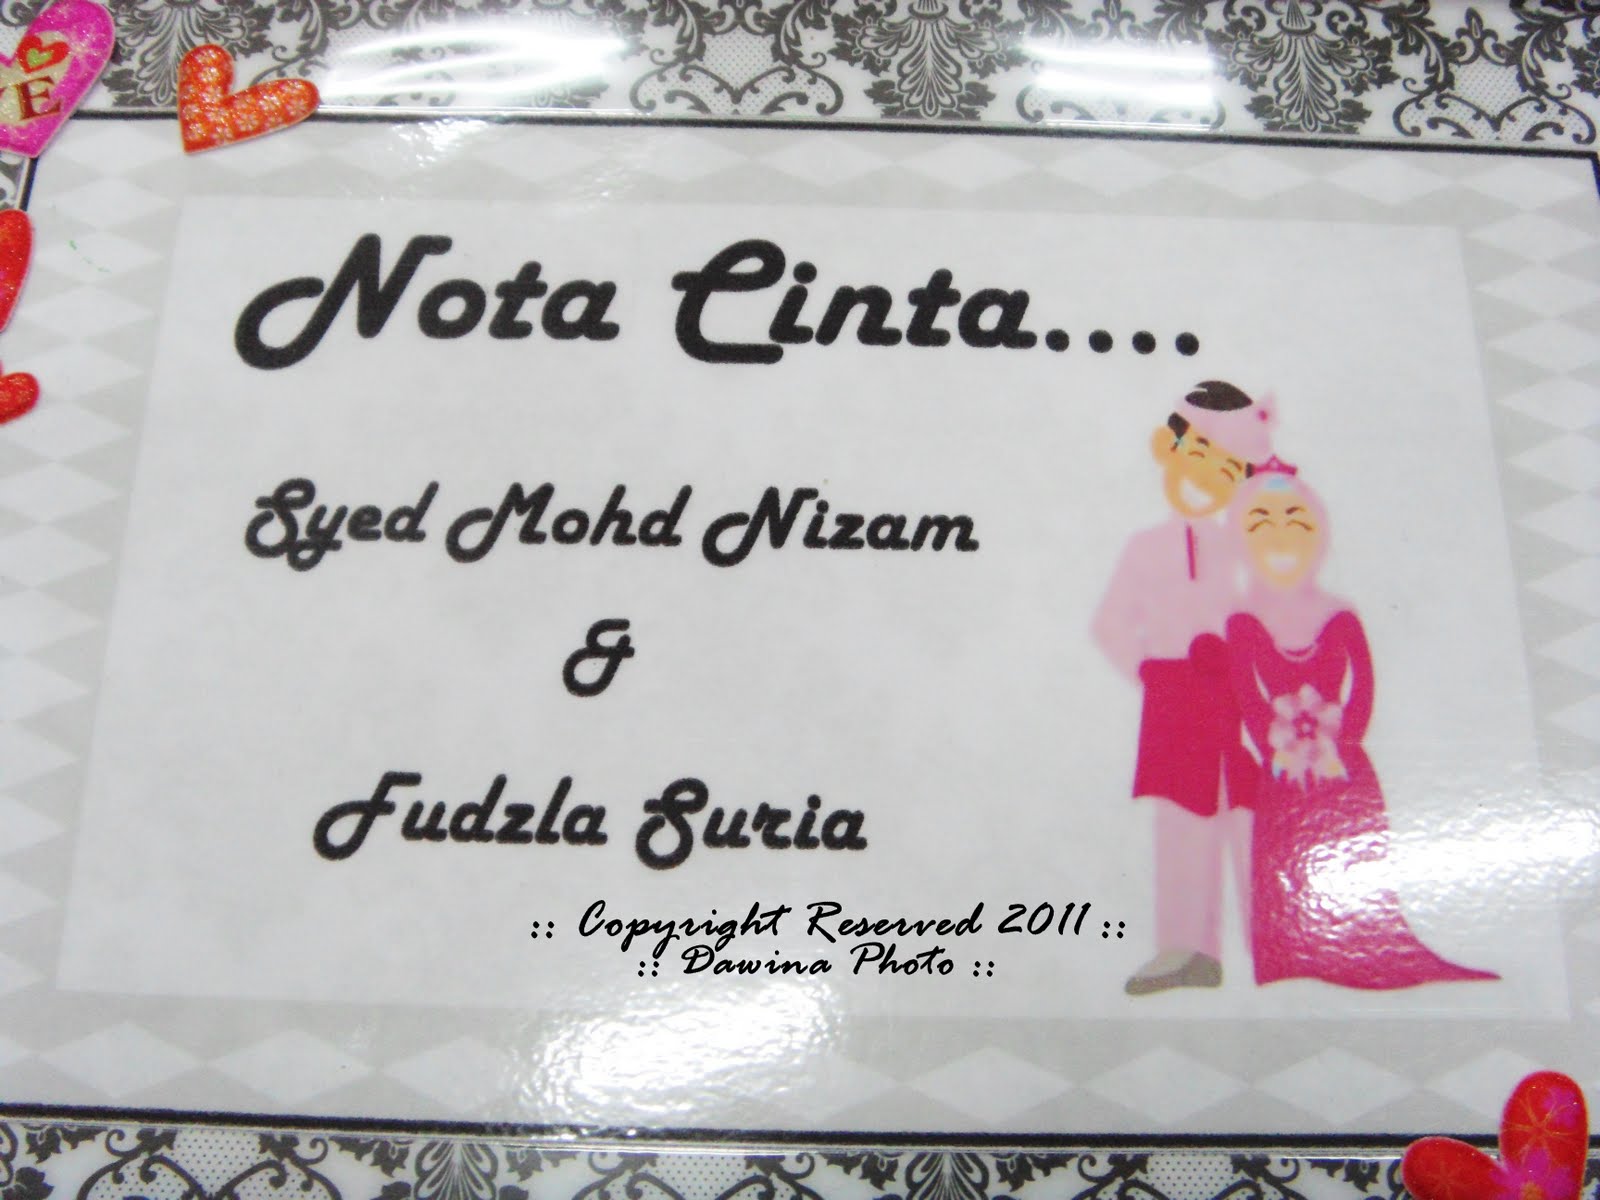 E
Nota Cinta....
Syed Mohd Nizam
&
Fudzla Suria
:: Copyright Reserved 2011 ::
:: Dawina Photo ::